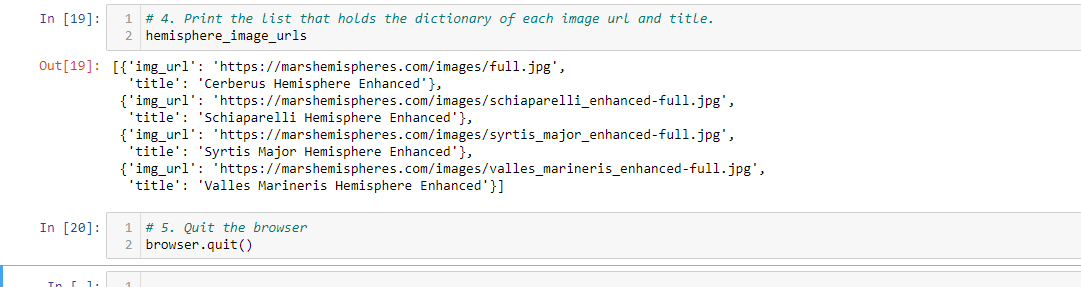 In [19]: 1 # 4. Print the list that holds the dictionary of each image url and title.
2 hemisphere_image_urls
Out[19]: [{'img_url': 'https://marshemispheres.com/images/full.jpg',
'title': 'Cerberus Hemisphere Enhanced'},
{'img_url': 'https://marshemispheres.com/images/schiaparelli_enhanced-full.jpg',
'title': 'Schiaparelli Hemisphere Enhanced'},
{'img_url': 'https://marshemispheres.com/images/syrtis_major_enhanced-full.jpg',
'title': 'Syrtis Major Hemisphere Enhanced'},
{'img_url': 'https://marshemispheres.com/images/valles_marineris_enhanced-full.jpg',
'title': 'Valles Marineris Hemisphere Enhanced'}]
In [20]: 1 # 5. Quit the browser
2 browser.quit()
In [ ]: 1